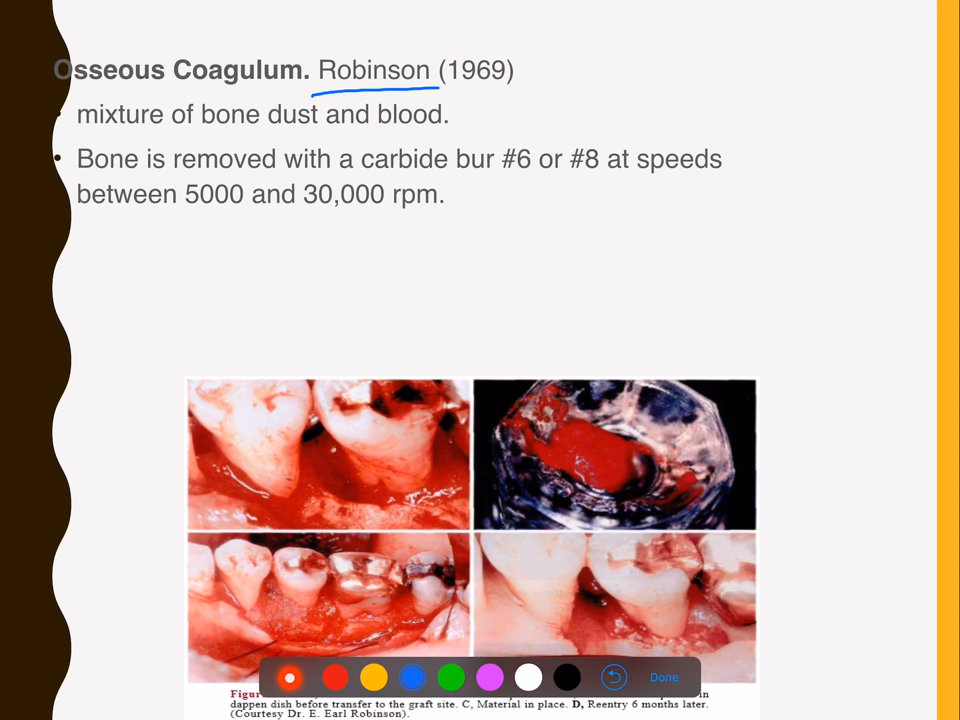 Osseous Coagulum. Robinson (1969)
• mixture of bone dust and blood.
• Bone is removed with a carbide bur #6 or #8 at speeds
between 5000 and 30,000 rpm.
Done
Figur
in
dappen dish before transfer to the graft site. C, Material in place. D, Reentry 6 months later.
(Courtesy Dr. E. Earl Robinson).